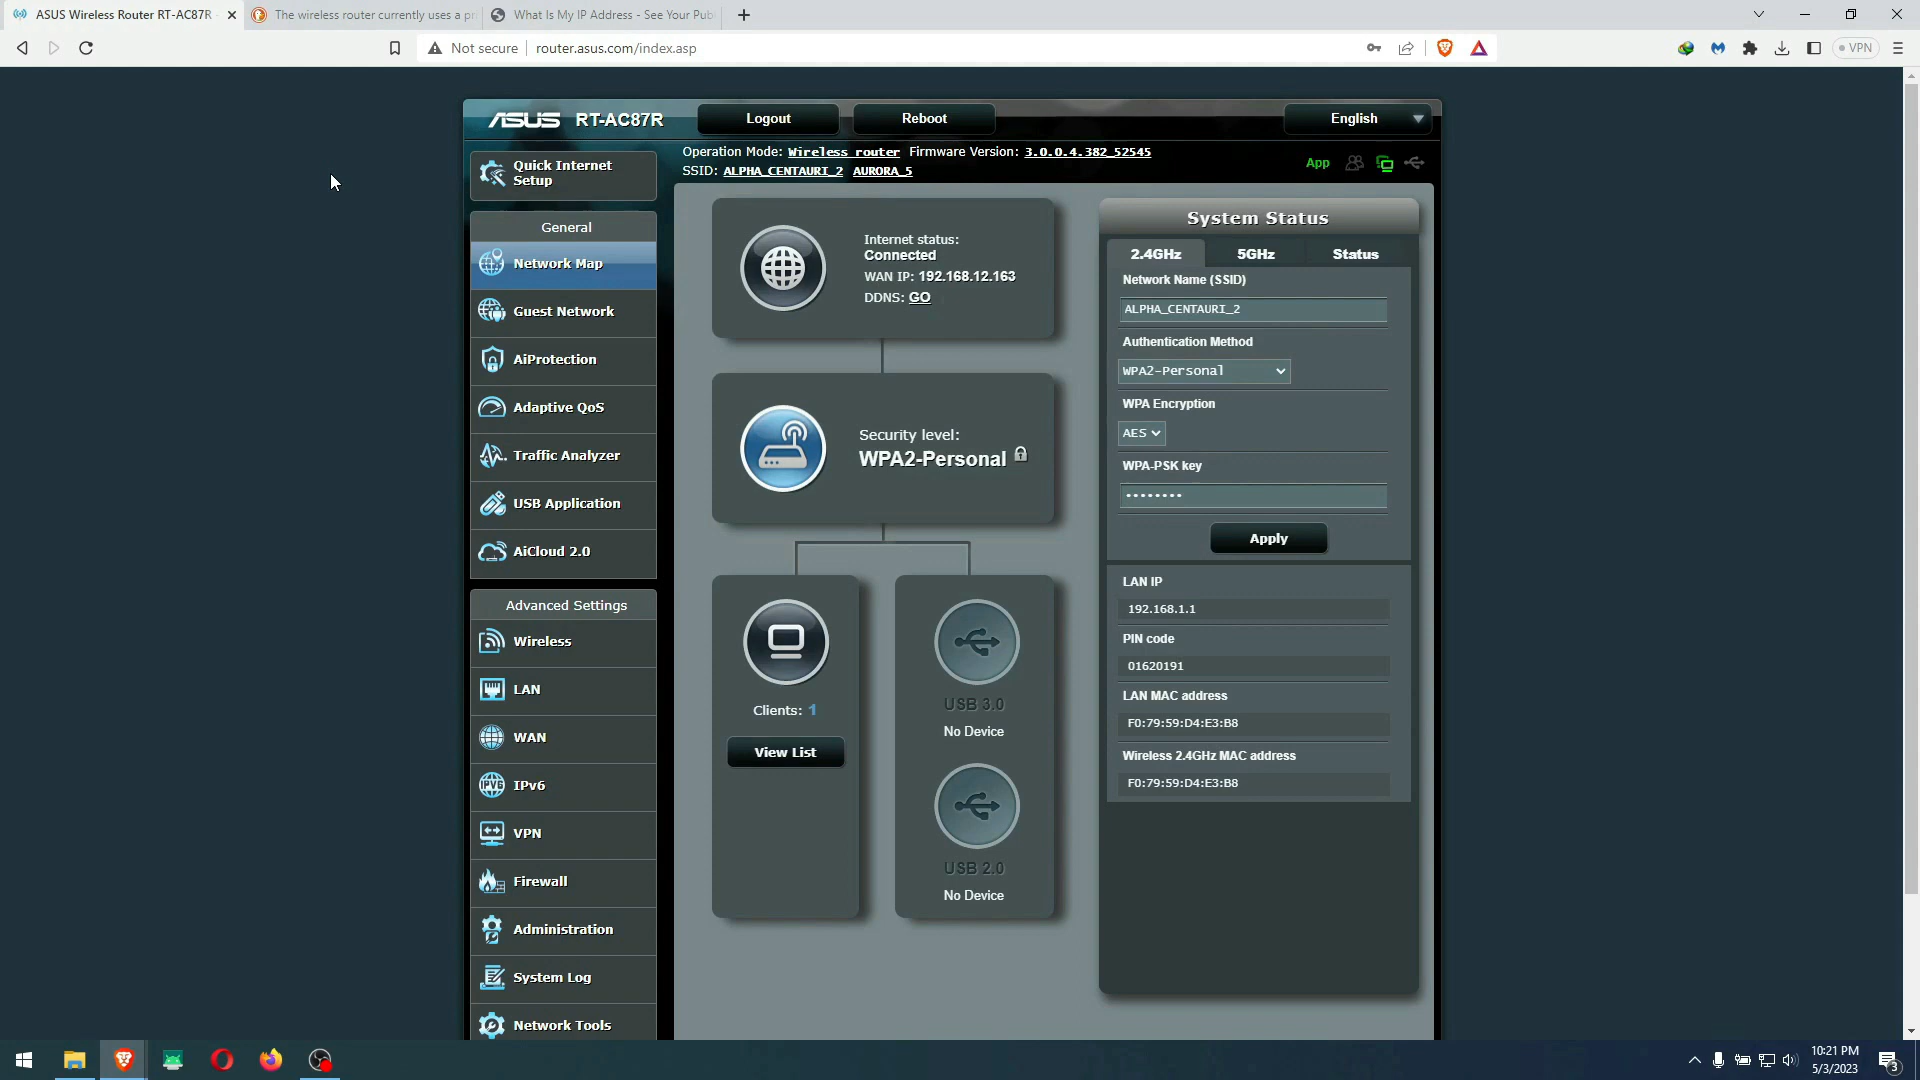 ASUS Wireless Router RT-AC87R
The wireless router currently uses a pr
What Is My IP Address - See Your Pub
Not secure
router.asus.com/index.asp
VPN
ASUS RT-AC87R
Logout
Reboot
English
Operation Mode: Wireless router Firmware Version: 3.0.0.4.382_52545
SSID: ALPHA_CENTAURI_2 AURORA_5
App
Quick Internet
Setup
General
Network Map
Guest Network
AiProtection
Adaptive QoS
Traffic Analyzer
USB Application
AiCloud 2.0
Advanced Settings
Wireless
LAN
WAN
IPv6
VPN
Firewall
Administration
System Log
Network Tools
Internet status:
Connected
WAN IP: 192.168.12.163
DDNS: GO
Security level:
WPA2-Personal
Clients: 1
View List
USB 3.0
No Device
USB 2.0
No Device
System Status
2.4GHz
5GHz
Status
Network Name (SSID)
ALPHA_CENTAURI_2
Authentication Method
WPA2-Personal
WPA Encryption
AES
WPA-PSK key
••••••••
Apply
LAN IP
192.168.1.1
PIN code
01620191
LAN MAC address
F0:79:59:D4:E3:B8
Wireless 2.4GHz MAC address
F0:79:59:D4:E3:B8
10:21 PM
5/3/2023
3